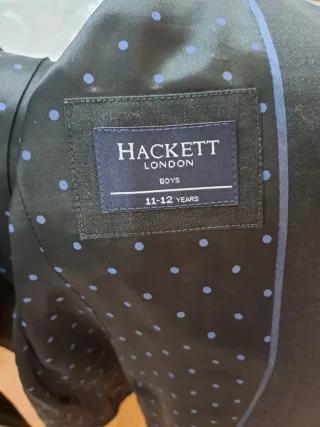 HACKETT
LONDON
BOYS
11-12 YEARS